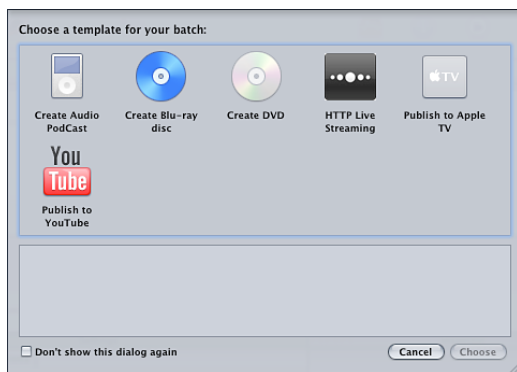 Choose a template for your batch:
tv
Create Audio
PodCast
Create Blu-ray
disc
Create DVD
HTTP Live
Streaming
Publish to Apple
TV
You
Tube
Publish to
YouTube
Don't show this dialog again
Cancel
Choose